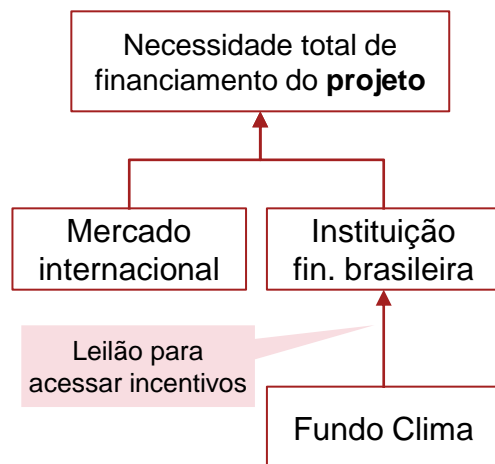 Necessidade total de
financiamento do projeto
Mercado
internacional
Instituição
fin. brasileira
Leilão para
acessar incentivos
Fundo Clima